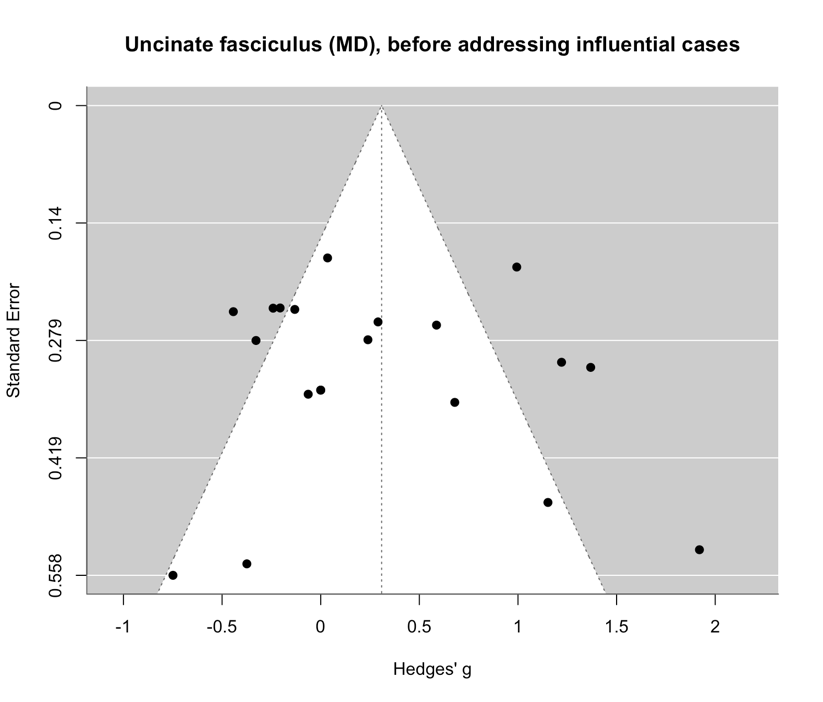 Uncinate fasciculus (MD), before addressing influential cases
Standard Error
0
0.14
0.279
0.419
0.558
-1 -0.5 0 0.5 1 1.5 2
Hedges' g